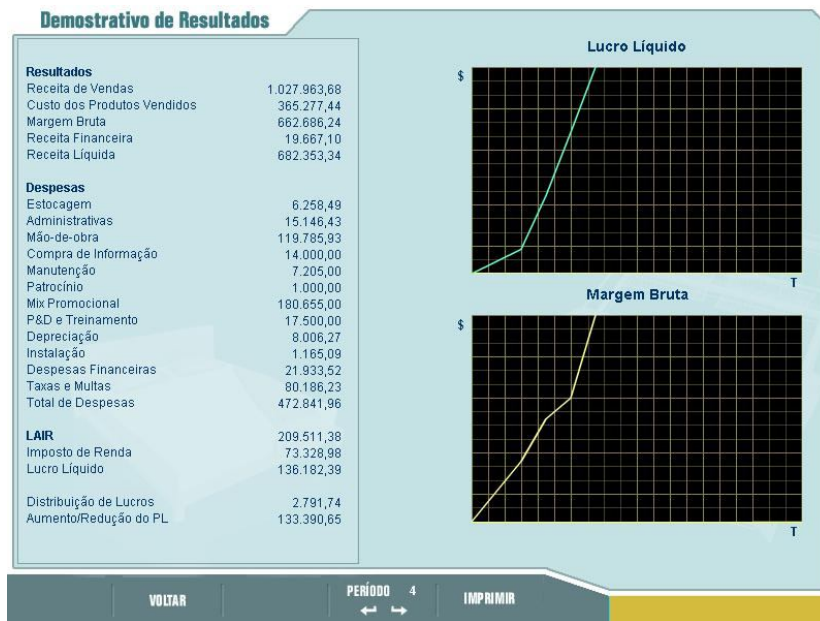 Demostrativo de Resultados
Resultados
Receita de Vendas 1.027.963,68
Custo dos Produtos Vendidos 365.277,44
Margem Bruta 662.686,24
Receita Financeira 19.667,10
Receita Líquida 682.353,34
Despesas
Estocagem 6.258,49
Administrativas 15.146,43
Mão-de-obra 119.785,93
Compra de Informação 14.000,00
Manutenção 7.205,00
Patrocínio 1.000,00
Mix Promocional 180.655,00
P&D e Treinamento 17.500,00
Depreciação 8.006,27
Instalação 1.165,09
Despesas Financeiras 21.933,52
Taxas e Multas 80.186,23
Total de Despesas 472.841,96
LAIR 209.511,38
Imposto de Renda 73.328,98
Lucro Líquido 136.182,39
Distribuição de Lucros 2.791,74
Aumento/Redução do PL 133.390,65
Lucro Líquido
$
T
Margem Bruta
$
T
VOLTAR
PERÍODO 4
IMPRIMIR